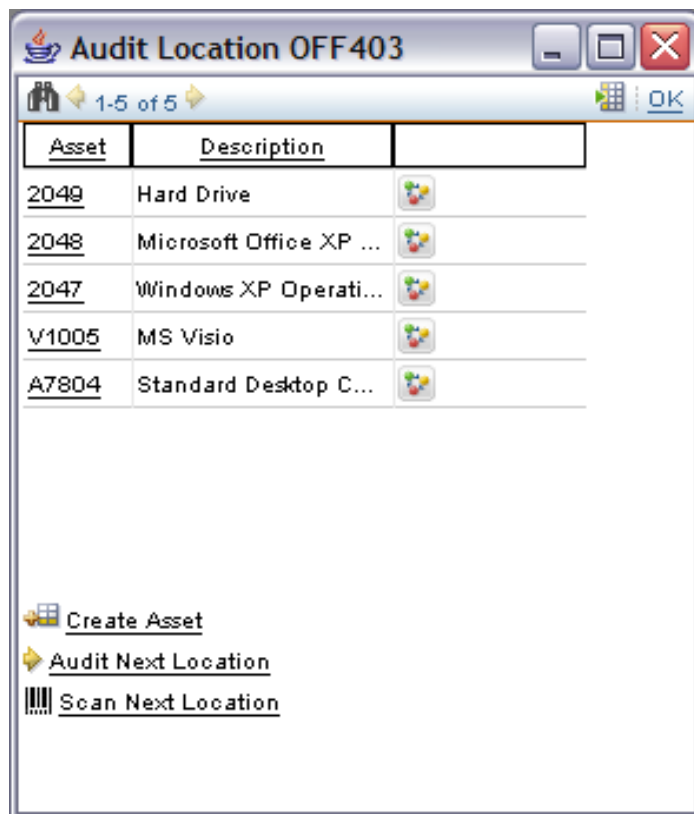 Audit Location OFF403
1-5 of 5 OK
Asset Description
2049 Hard Drive
2048 Microsoft Office XP ...
2047 Windows XP Operati...
V1005 MS Visio
A7804 Standard Desktop C...
Create Asset
Audit Next Location
Scan Next Location